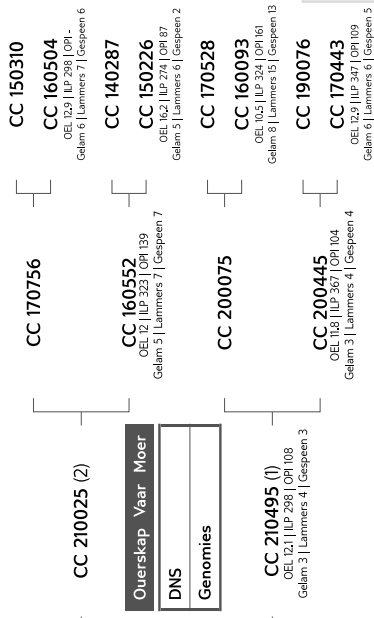 CC 210025 (2)
Ouerskap Vaar Moer
DNS
Genomies
CC 210495 (1)
OEL 12.1 | ILP 298 | OPI 108
Gelam 3 | Lammers 4 | Gespeen 3
CC 170756
CC 160552
OEL 12 | ILP 323 | OPI 139
Gelam 5 | Lammers 7 | Gespeen 7
CC 200075
CC 200445
OEL 11.8 | ILP 367 | OPI 104
Gelam 3 | Lammers 4 | Gespeen 4
CC 150310
CC 160504
OEL 12.9 | ILP 298 | OPI -
Gelam 6 | Lammers 7 | Gespeen 6
CC 140287
CC 150226
OEL 16,2 | ILP 274 | OPI 87
Gelam 5 | Lammers 6 | Gespeen 2
CC 170528
CC 160093
OEL 10.5 | ILP 324 | OPI 161
Gelam 8 | Lammers 15 | Gespeen 13
CC 190076
CC 170443
OEL 12.9 | ILP 347 | OPI 109
Gelam 6 | Lammers 6 | Gespeen 5